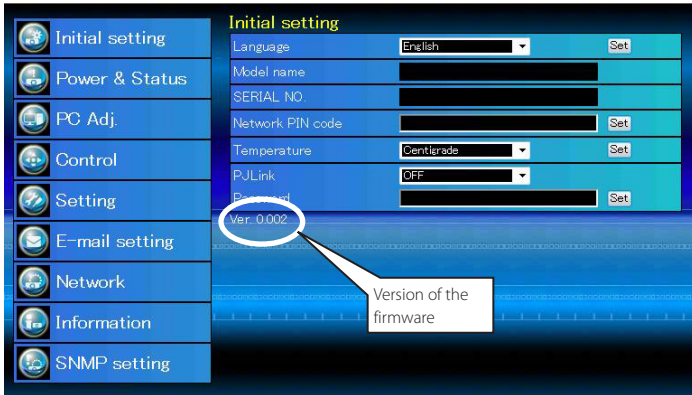 Initial setting
Power & Status
PC Adj.
Control
Setting
E-mail setting
Network
Information
SNMP setting
Initial setting
Language English Set
Model name
SERIAL NO.
Network PIN code Set
Temperature Centigrade Set
PJLink OFF
Password Set
Ver. 0.002
Version of the
firmware